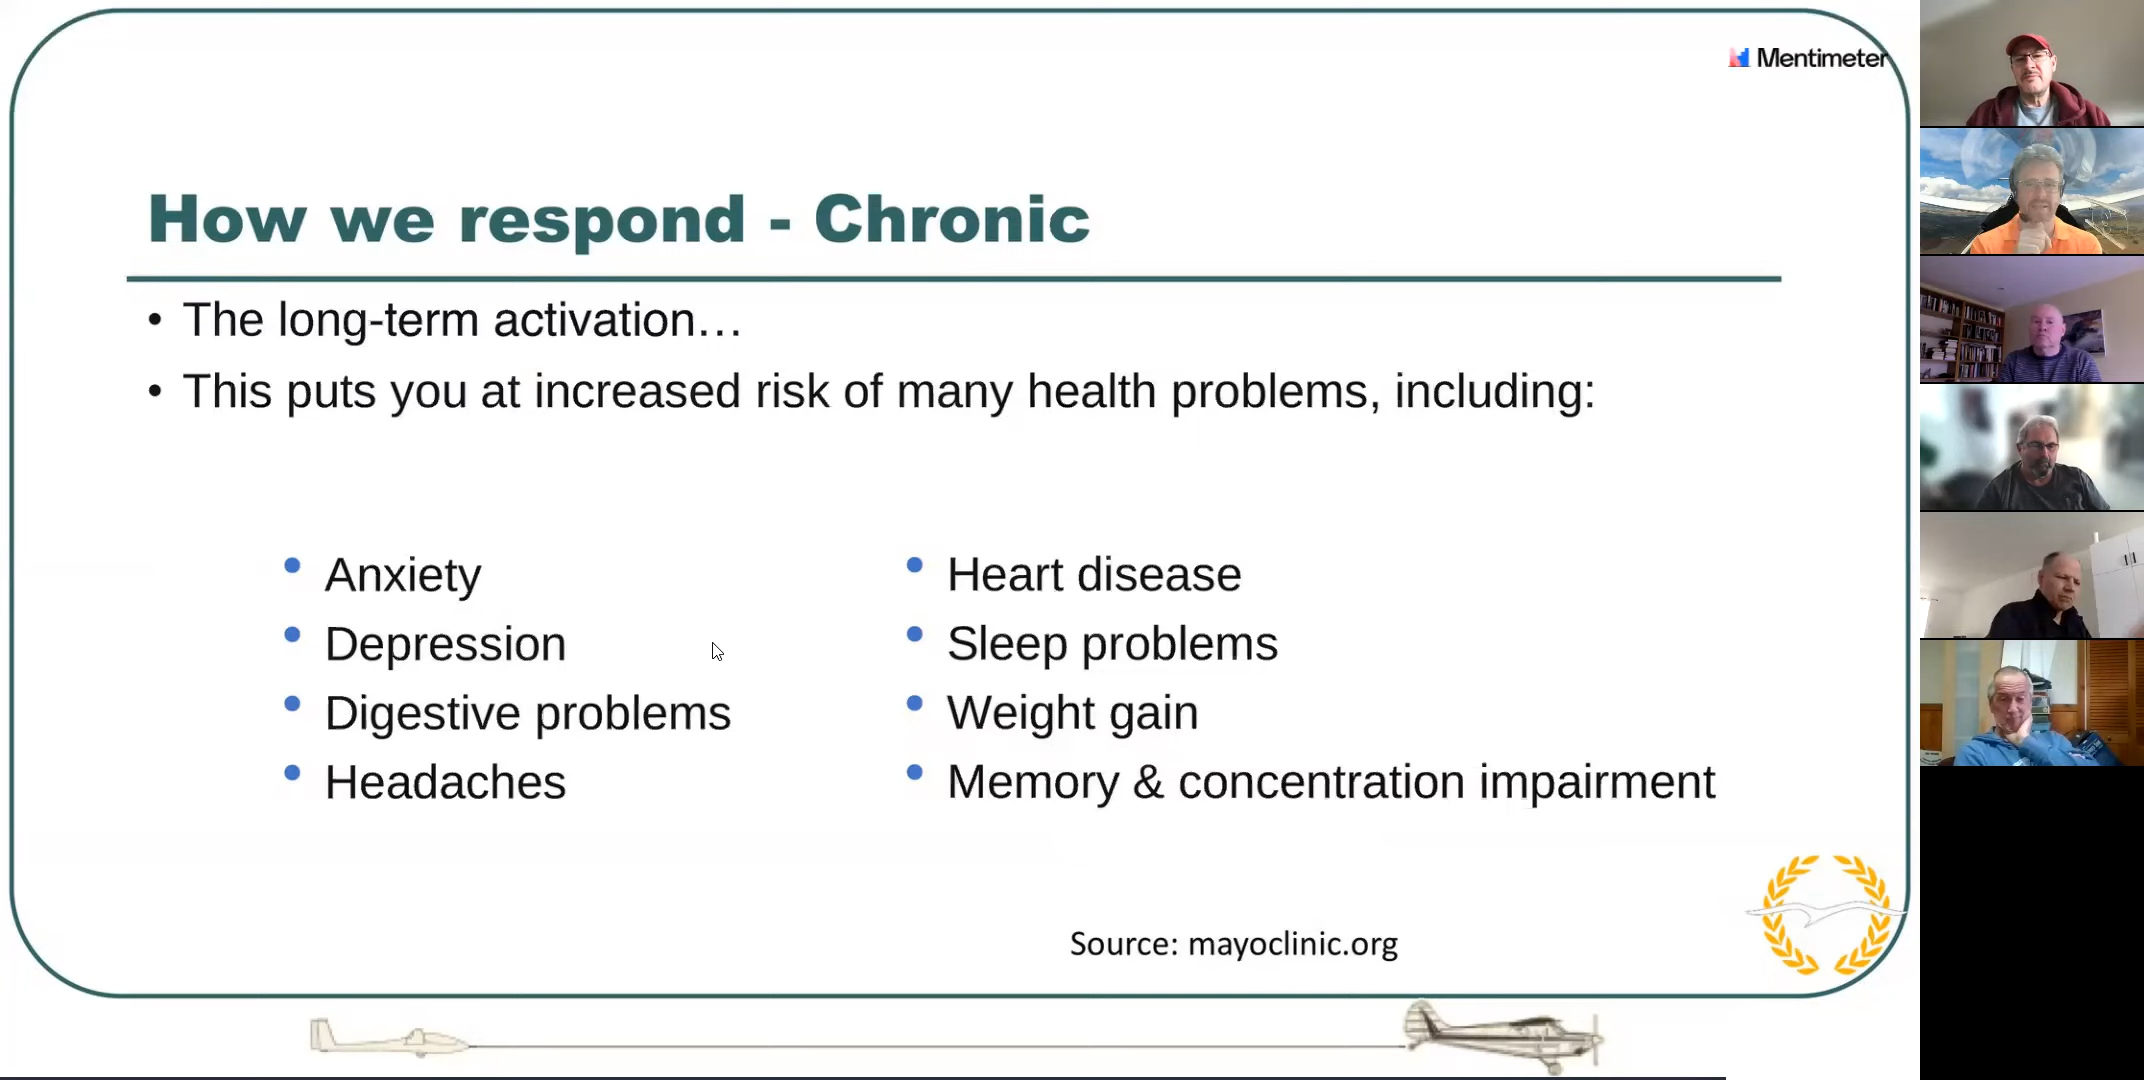 Mentimeter
How we respond - Chronic
• The long-term activation…
• This puts you at increased risk of many health problems, including:
• Anxiety
• Depression
• Digestive problems
• Headaches
• Heart disease
• Sleep problems
• Weight gain
• Memory & concentration impairment
Source: mayoclinic.org